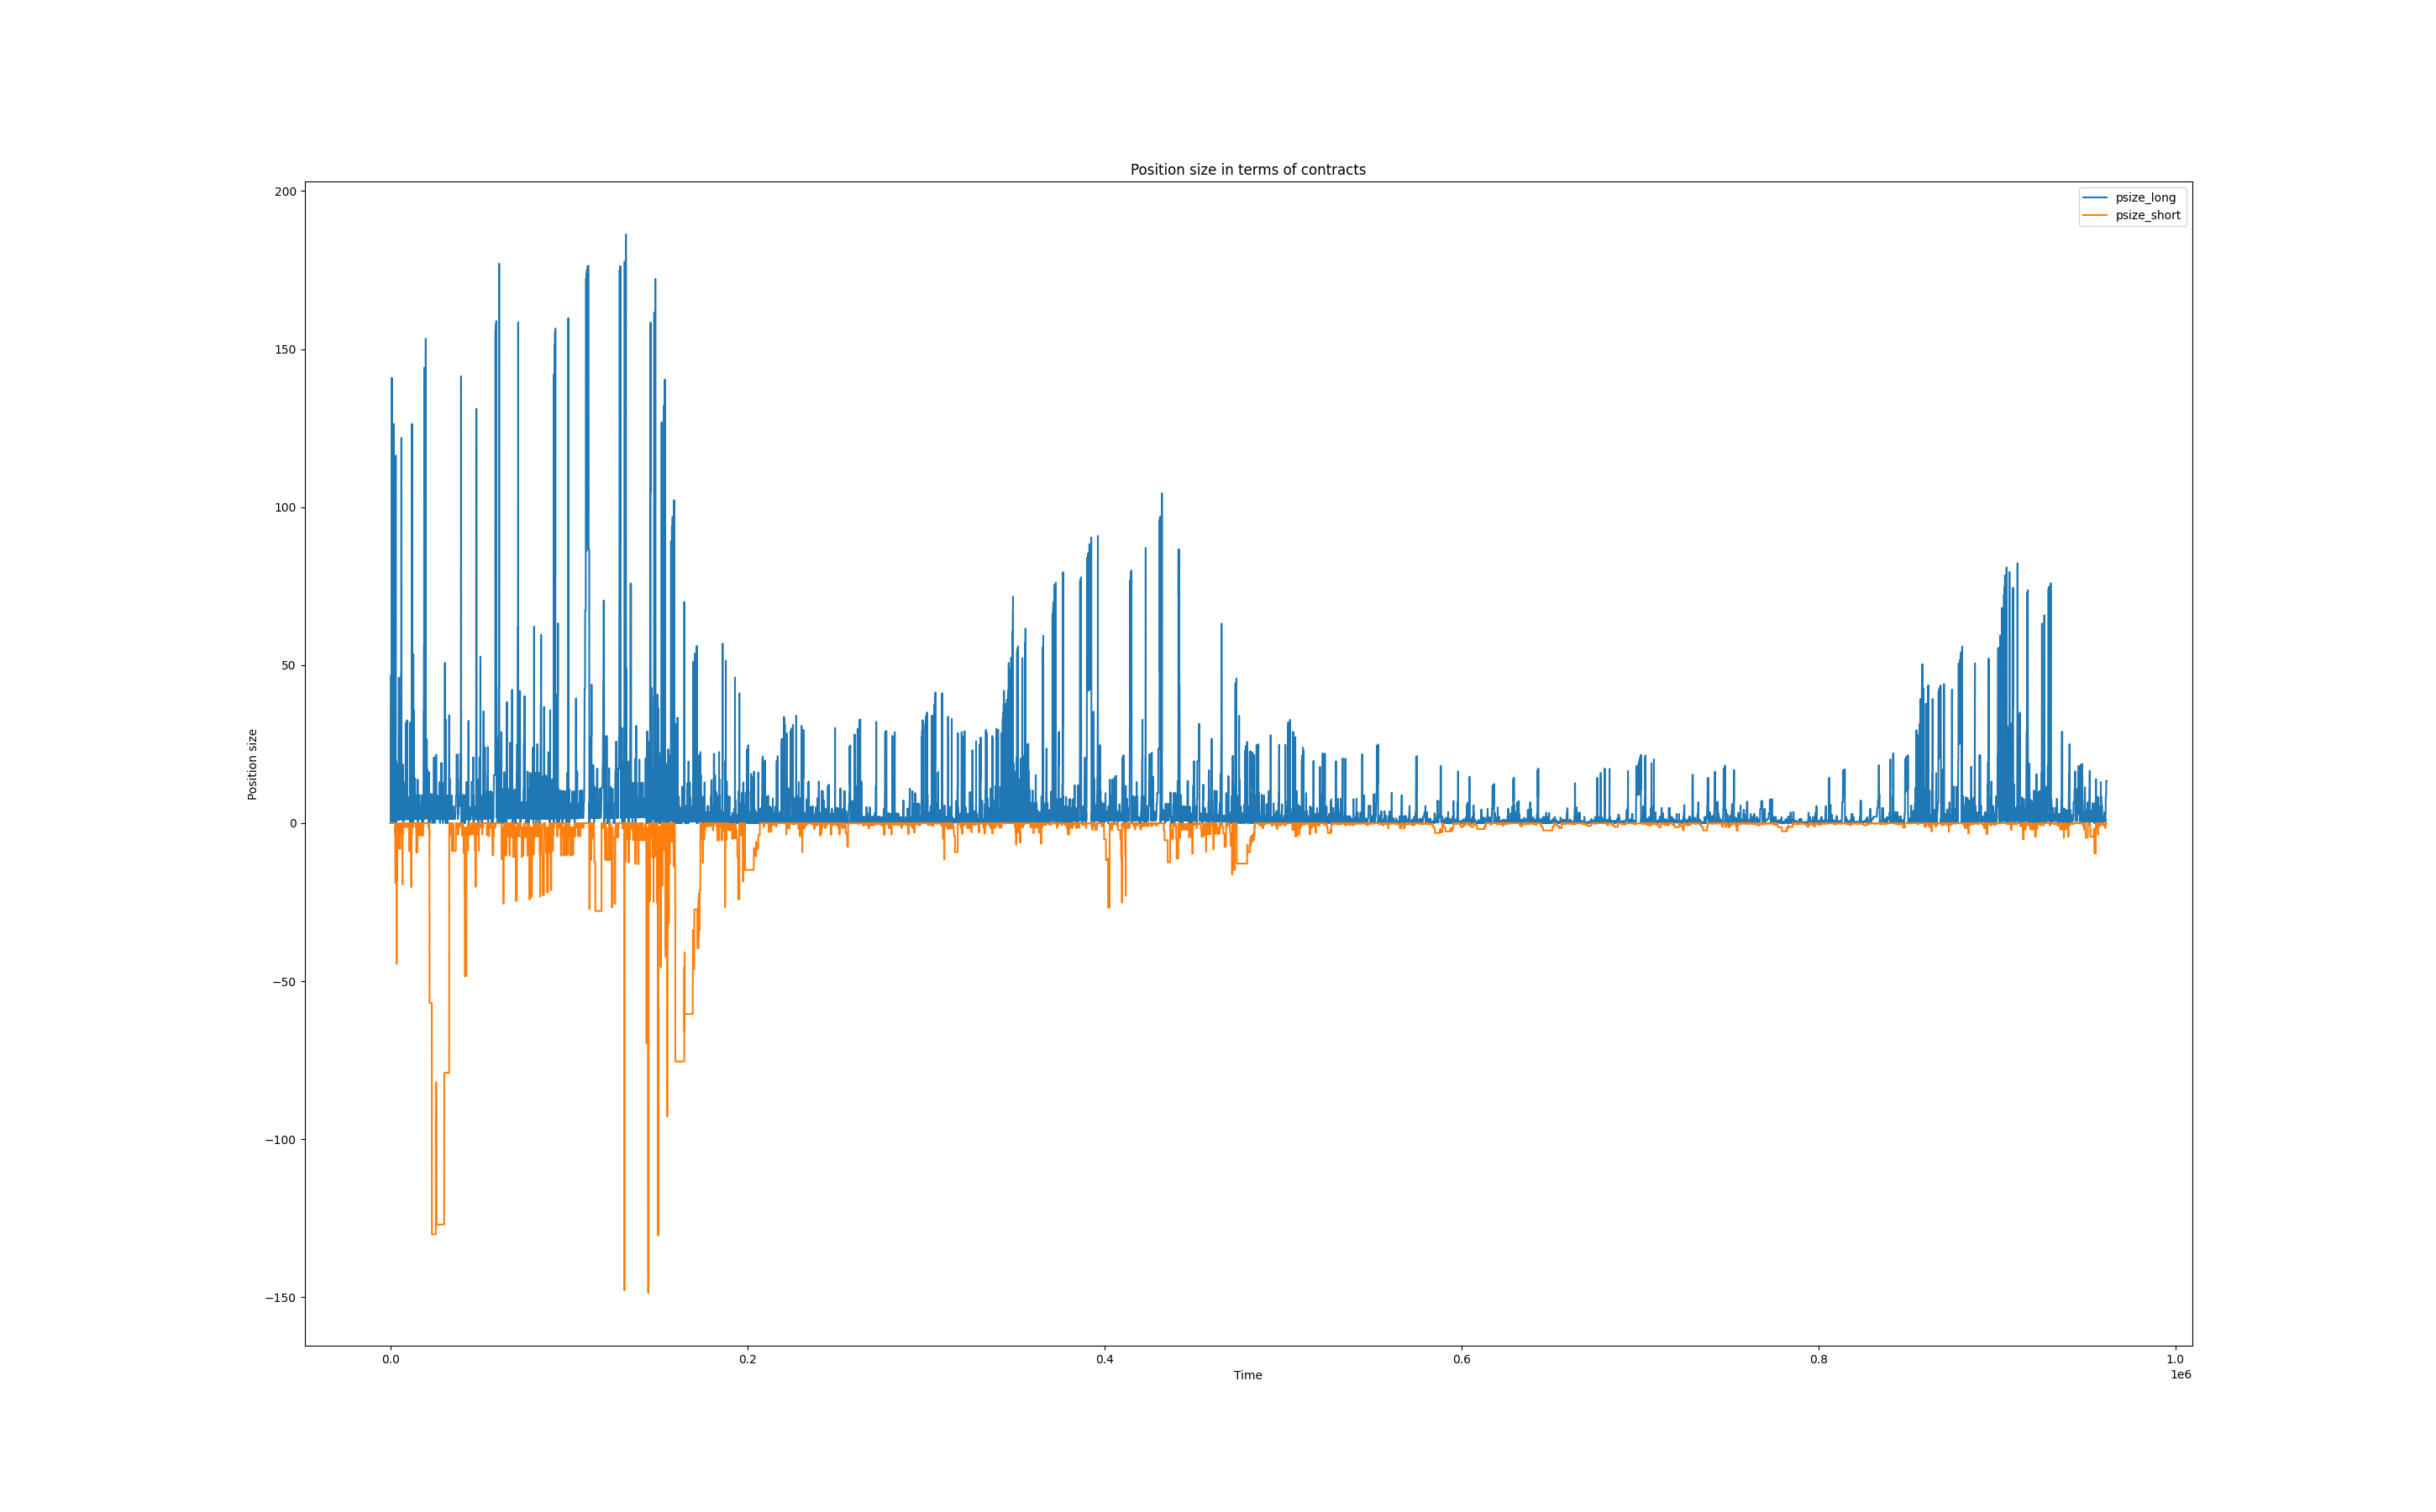 Position size in terms of contracts
psize_long
psize_short
200
150
100
50
0
−50
−100
−150
Position size
0.0
0.2
0.4
0.6
0.8
1.0
1e6
Time